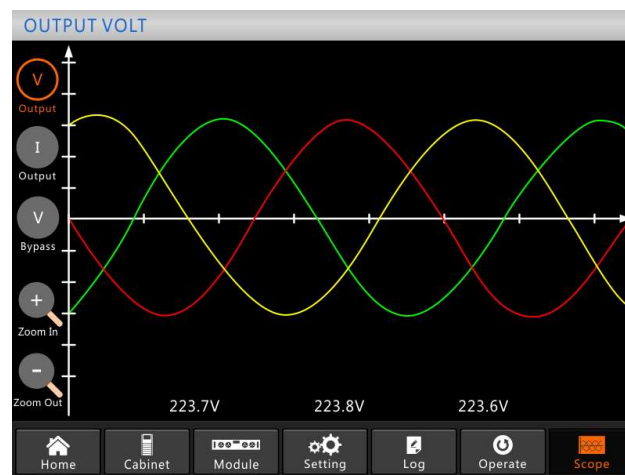 OUTPUT VOLT
V
Output
I
Output
V
Bypass
+
Zoom In
-
Zoom Out
223.7V 223.8V 223.6V
Home Cabinet Module Setting Log Operate Scope